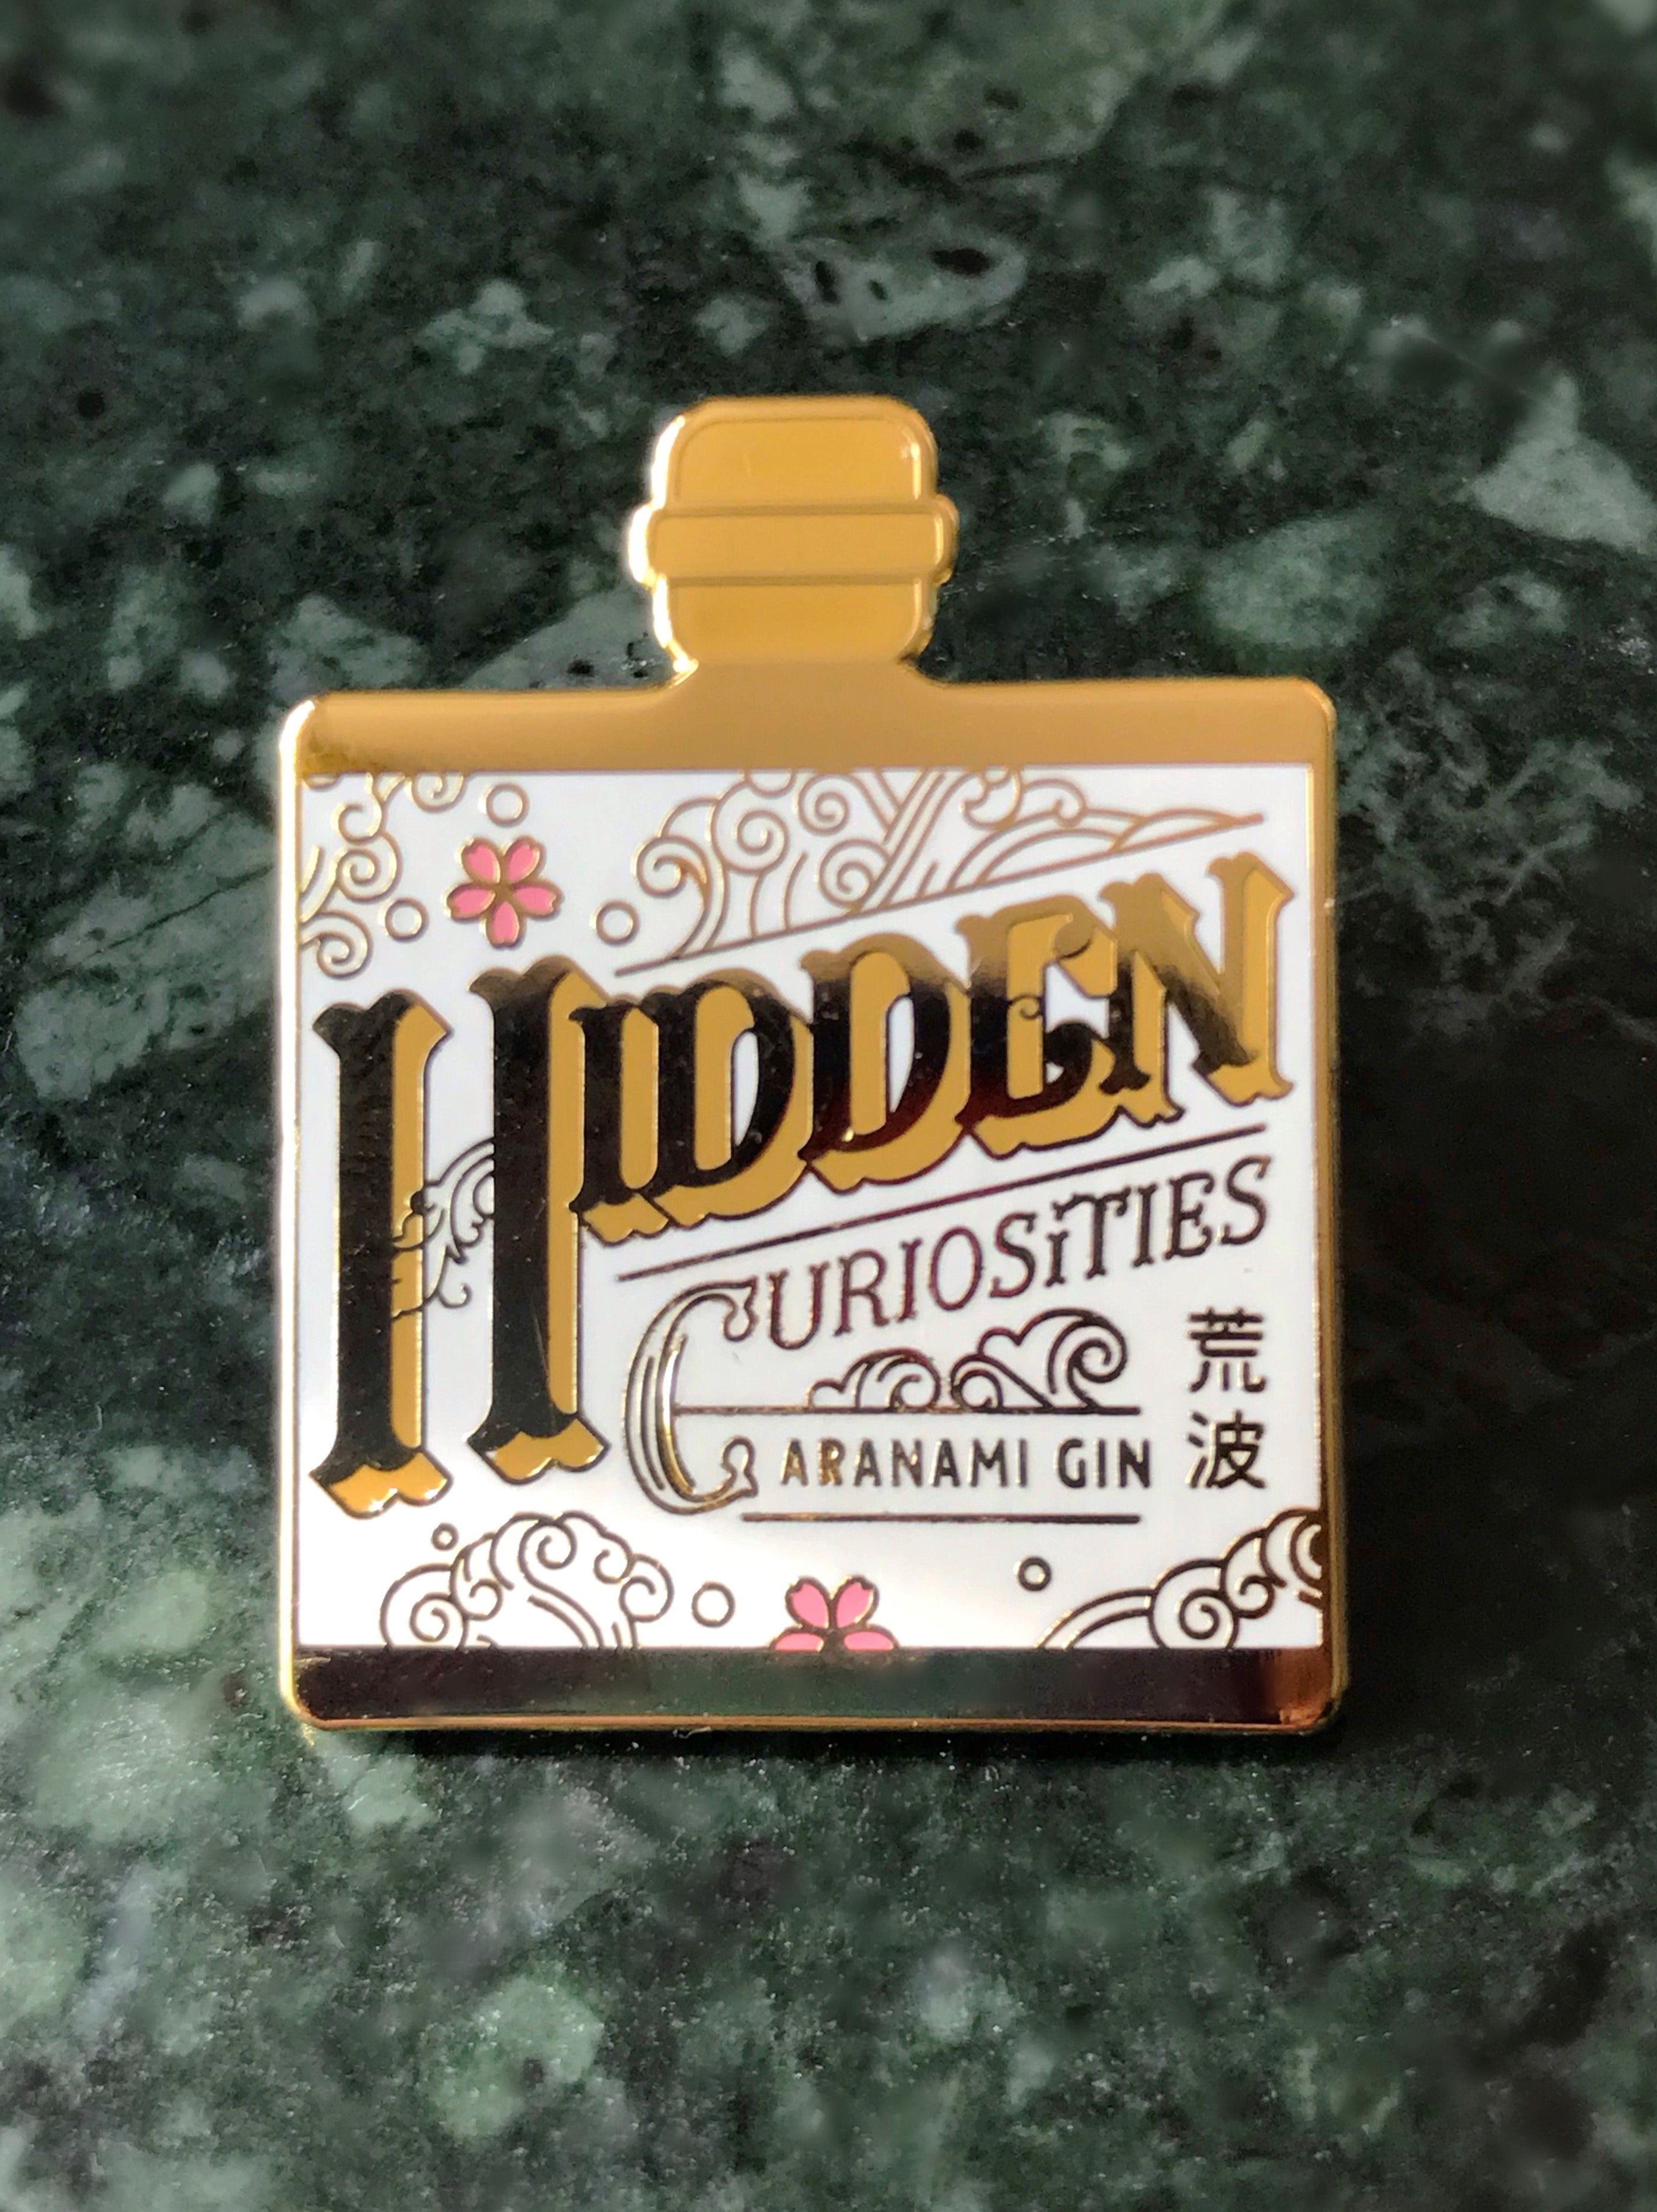 HIDDEN
CURIOSiTIES
ARANAMI GIN
荒波